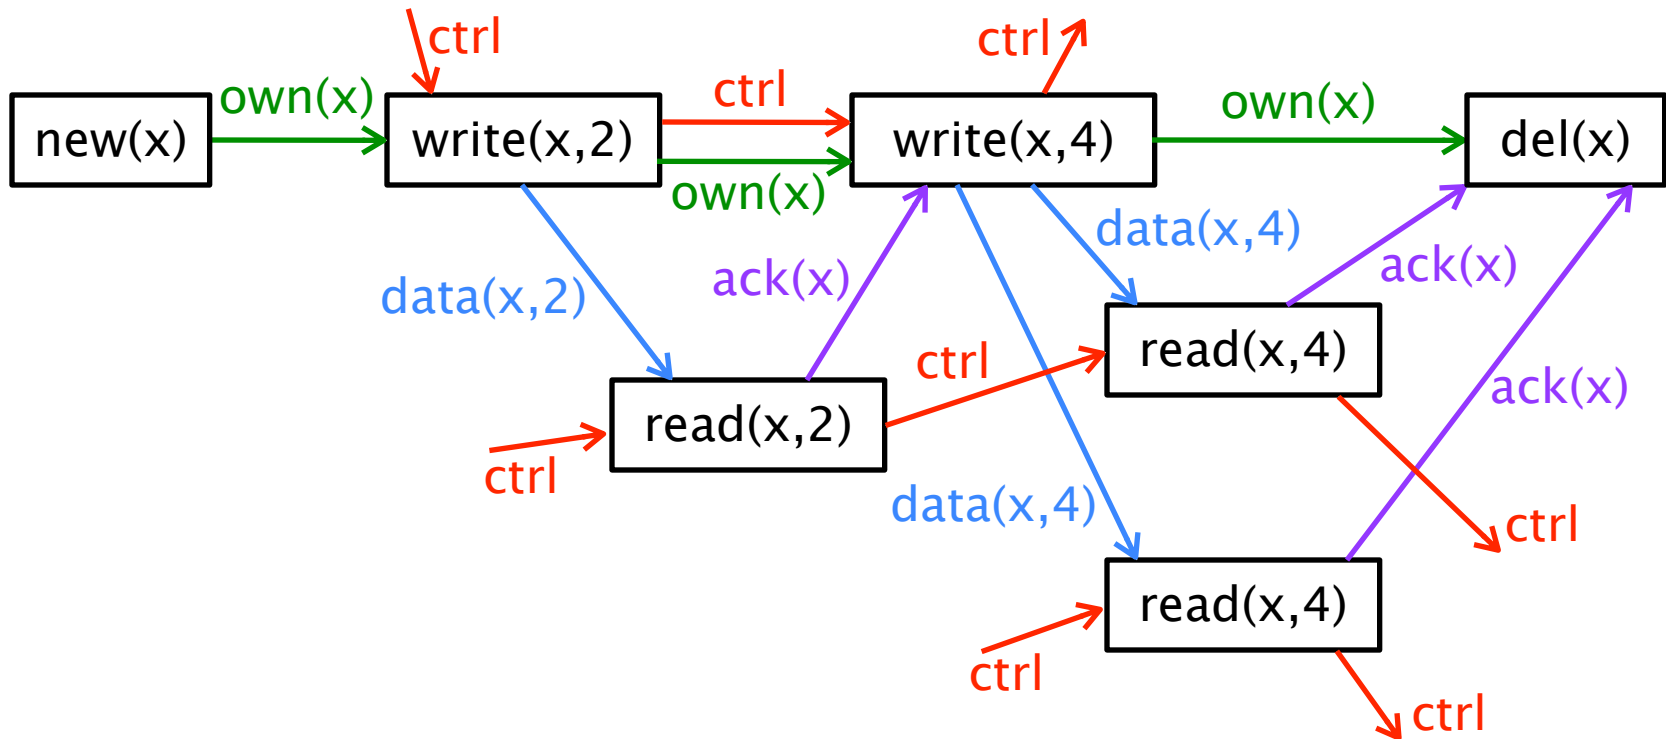 ctrl
ctrl
own(x)
ctrl
own(x)
new(x)
write(x,2)
write(x,4)
del(x)
own(x)
data(x,4)
data(x,2)
ack(x)
ack(x)
ctrl
read(x,4)
ack(x)
read(x,2)
ctrl
data(x,4)
ctrl
read(x,4)
ctrl
ctrl